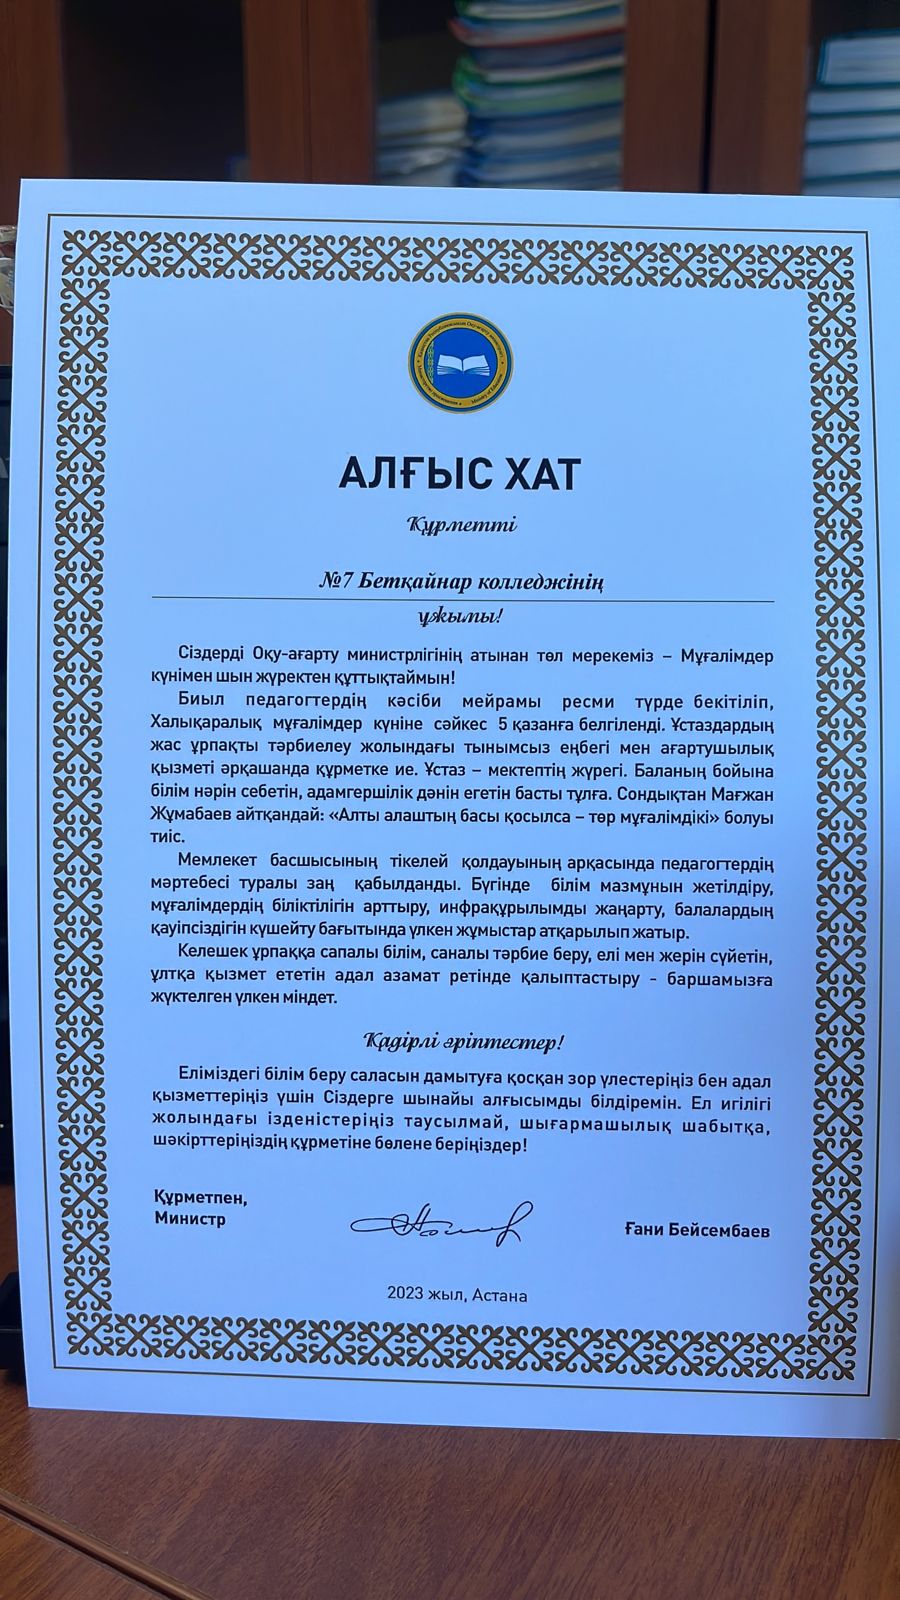 АЛҒЫС ХАТ
Құрметті
№7 Бетқайнар колледжінің
ұжымы!
Сіздерді Оқу-ағарту министрлігінің атынан төл мерекеміз – Мұғалімдер
күнімен шын жүректен құттықтаймын!
Биыл педагогтердің кәсіби мейрамы ресми түрде бекітіліп,
Халықаралық мұғалімдер күніне сәйкес 5 қазанға белгіленді. Ұстаздардың
жас ұрпақты тәрбиелеу жолындағы тынымсыз еңбегі мен ағартушылық
қызметі әрқашанда құрметке ие. Ұстаз – мектептің жүрегі. Баланың бойына
білім нәрін себетін, адамгершілік дәнін егетін басты тұлға. Сондықтан Мағжан
Жұмабаев айтқандай: «Алты алаштың басы қосылса – төр мұғалімдікі» болуы
тиіс.
Мемлекет басшысының тікелей қолдауының арқасында педагогтердің
мәртебесі туралы заң қабылданды. Бүгінде білім мазмұнын жетілдіру,
мұғалімдердің біліктілігін арттыру, инфрақұрылымды жаңарту, балалардың
қауіпсіздігін күшейту бағытында үлкен жұмыстар атқарылып жатыр.
Келешек ұрпаққа сапалы білім, саналы тәрбие беру, елі мен жерін сүйетін,
ұлтқа қызмет ететін адал азамат ретінде қалыптастыру - баршамызға
жүктелген үлкен міндет.
Қадірлі әріптестер!
Еліміздегі білім беру саласын дамытуға қосқан зор үлестеріңіз бен адал
қызметтеріңіз үшін Сіздерге шынайы алғысымды білдіремін. Ел игілігі
жолындағы ізденістеріңіз таусылмай, шығармашылық шабытқа,
шәкірттеріңіздің құрметіне бөлене беріңіздер!
Құрметпен,
Министр
Ғани Бейсембаев
2023 жыл, Астана